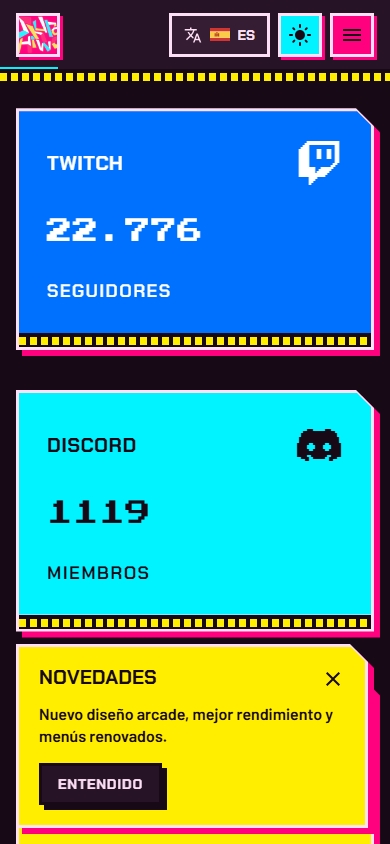 ES
TWITCH
22.776
SEGUIDORES
DISCORD
1119
MIEMBROS
NOVEDADES
Nuevo diseño arcade, mejor rendimiento y
menús renovados.
ENTENDIDO